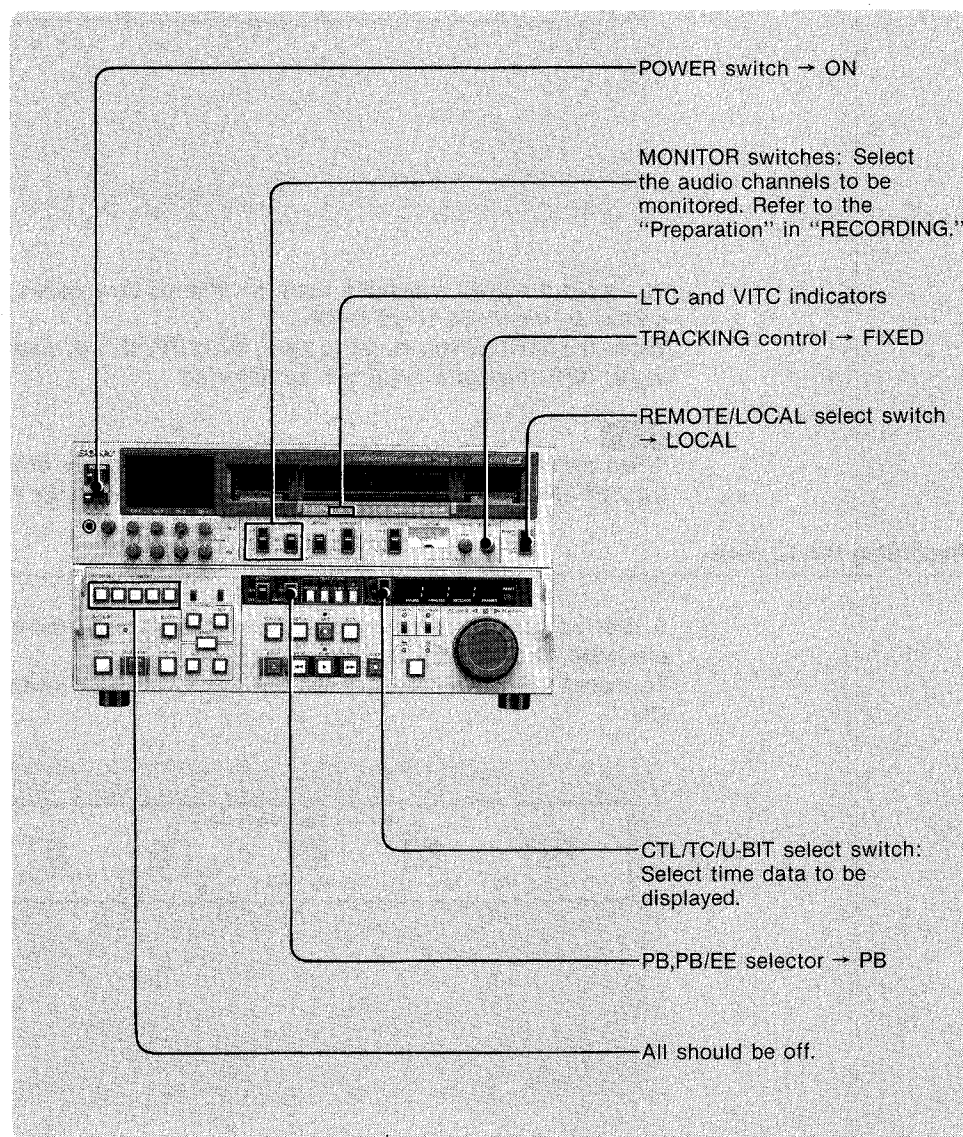 POWER switch → ON
MONITOR switches: Select
the audio channels to be
monitored. Refer to the
“Preparation” in “RECORDING.”
LTC and VITC indicators
TRACKING control → FIXED
REMOTE/LOCAL select switch
→ LOCAL
SONY
CTL/TC/U-BIT select switch:
Select time data to be
displayed.
PB,PB/EE selector → PB
All should be off.